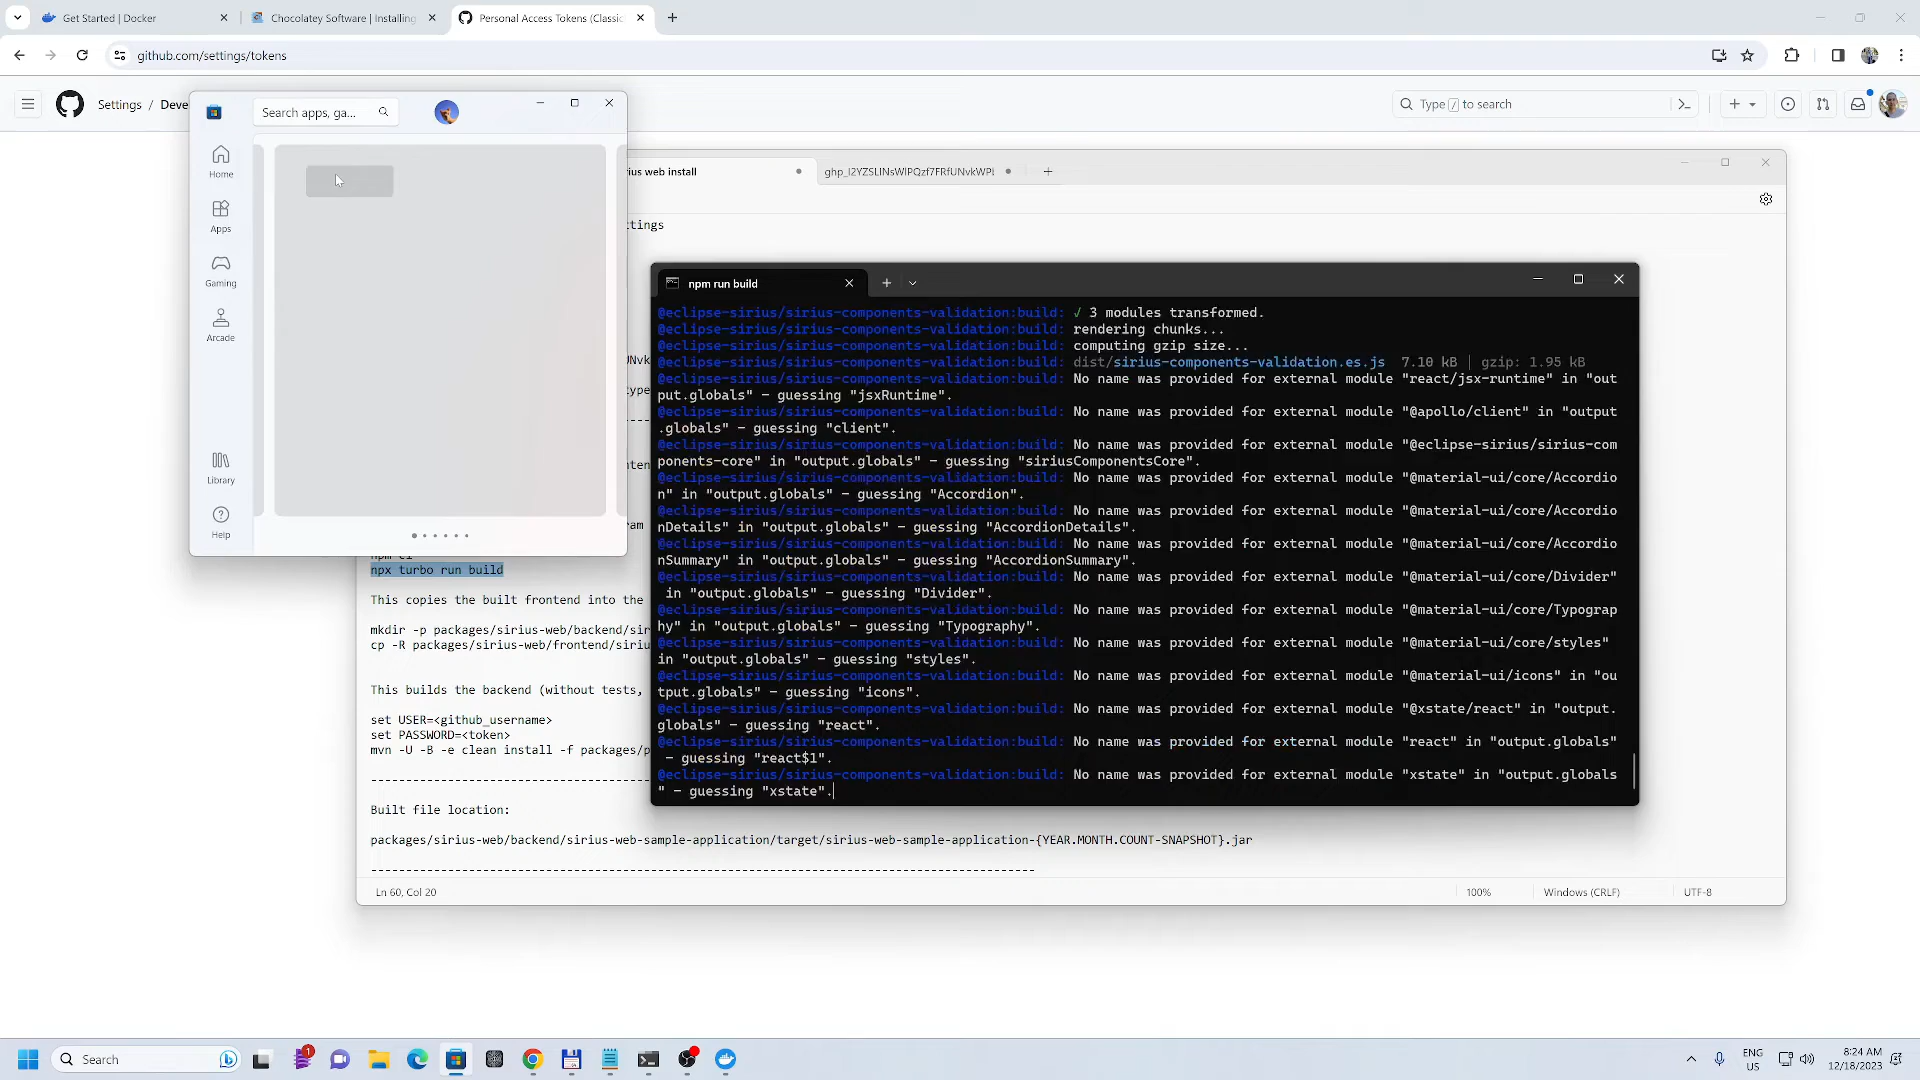 Get Started | Docker
Chocolatey Software | Installing
Personal Access Tokens (Classic
github.com/settings/tokens
Settings / Deve
Type / to search
Search apps, ga...
Home
Apps
Gaming
Arcade
Library
Help
rius web install
ttings
npm run build
@eclipse-sirius/sirius-components-validation:build: √ 3 modules transformed.
@eclipse-sirius/sirius-components-validation:build: rendering chunks...
@eclipse-sirius/sirius-components-validation:build: computing gzip size...
@eclipse-sirius/sirius-components-validation:build: dist/sirius-components-validation.es.js 7.10 kB | gzip: 1.95 kB
@eclipse-sirius/sirius-components-validation:build: No name was provided for external module "react/jsx-runtime" in "out
put.globals" – guessing "jsxRuntime".
@eclipse-sirius/sirius-components-validation:build: No name was provided for external module "@apollo/client" in "output
.globals" – guessing "client".
@eclipse-sirius/sirius-components-validation:build: No name was provided for external module "@eclipse-sirius/sirius-com
ponents-core" in "output.globals" – guessing "siriusComponentsCore".
@eclipse-sirius/sirius-components-validation:build: No name was provided for external module "@material-ui/core/Accordio
n" in "output.globals" – guessing "Accordion".
@eclipse-sirius/sirius-components-validation:build: No name was provided for external module "@material-ui/core/Accordio
nDetails" in "output.globals" – guessing "AccordionDetails".
@eclipse-sirius/sirius-components-validation:build: No name was provided for external module "@material-ui/core/Accordio
nSummary" in "output.globals" – guessing "AccordionSummary".
@eclipse-sirius/sirius-components-validation:build: No name was provided for external module "@material-ui/core/Divider"
in "output.globals" – guessing "Divider".
@eclipse-sirius/sirius-components-validation:build: No name was provided for external module "@material-ui/core/Typograp
hy" in "output.globals" – guessing "Typography".
@eclipse-sirius/sirius-components-validation:build: No name was provided for external module "@material-ui/core/styles"
in "output.globals" – guessing "styles".
@eclipse-sirius/sirius-components-validation:build: No name was provided for external module "@material-ui/icons" in "ou
tput.globals" – guessing "icons".
@eclipse-sirius/sirius-components-validation:build: No name was provided for external module "@xstate/react" in "output.
globals" – guessing "react".
@eclipse-sirius/sirius-components-validation:build: No name was provided for external module "react" in "output.globals"
– guessing "react$1".
@eclipse-sirius/sirius-components-validation:build: No name was provided for external module "xstate" in "output.globals
" – guessing "xstate".
UNvk
type
nten
ram
npm ci
npx turbo run build
This copies the built frontend into the
mkdir -p packages/sirius-web/backend/sir
cp -R packages/sirius-web/frontend/siriu
This builds the backend (without tests,
set USER=<github_username>
set PASSWORD=<token>
mvn -U -B -e clean install -f packages/p
Built file location:
packages/sirius-web/backend/sirius-web-sample-application/target/sirius-web-sample-application-{YEAR.MONTH.COUNT-SNAPSHOT}.jar
Ln 60, Col 20
100%
Windows (CRLF)
UTF-8
Search
1
ENG
US
8:24 AM
12/18/2023